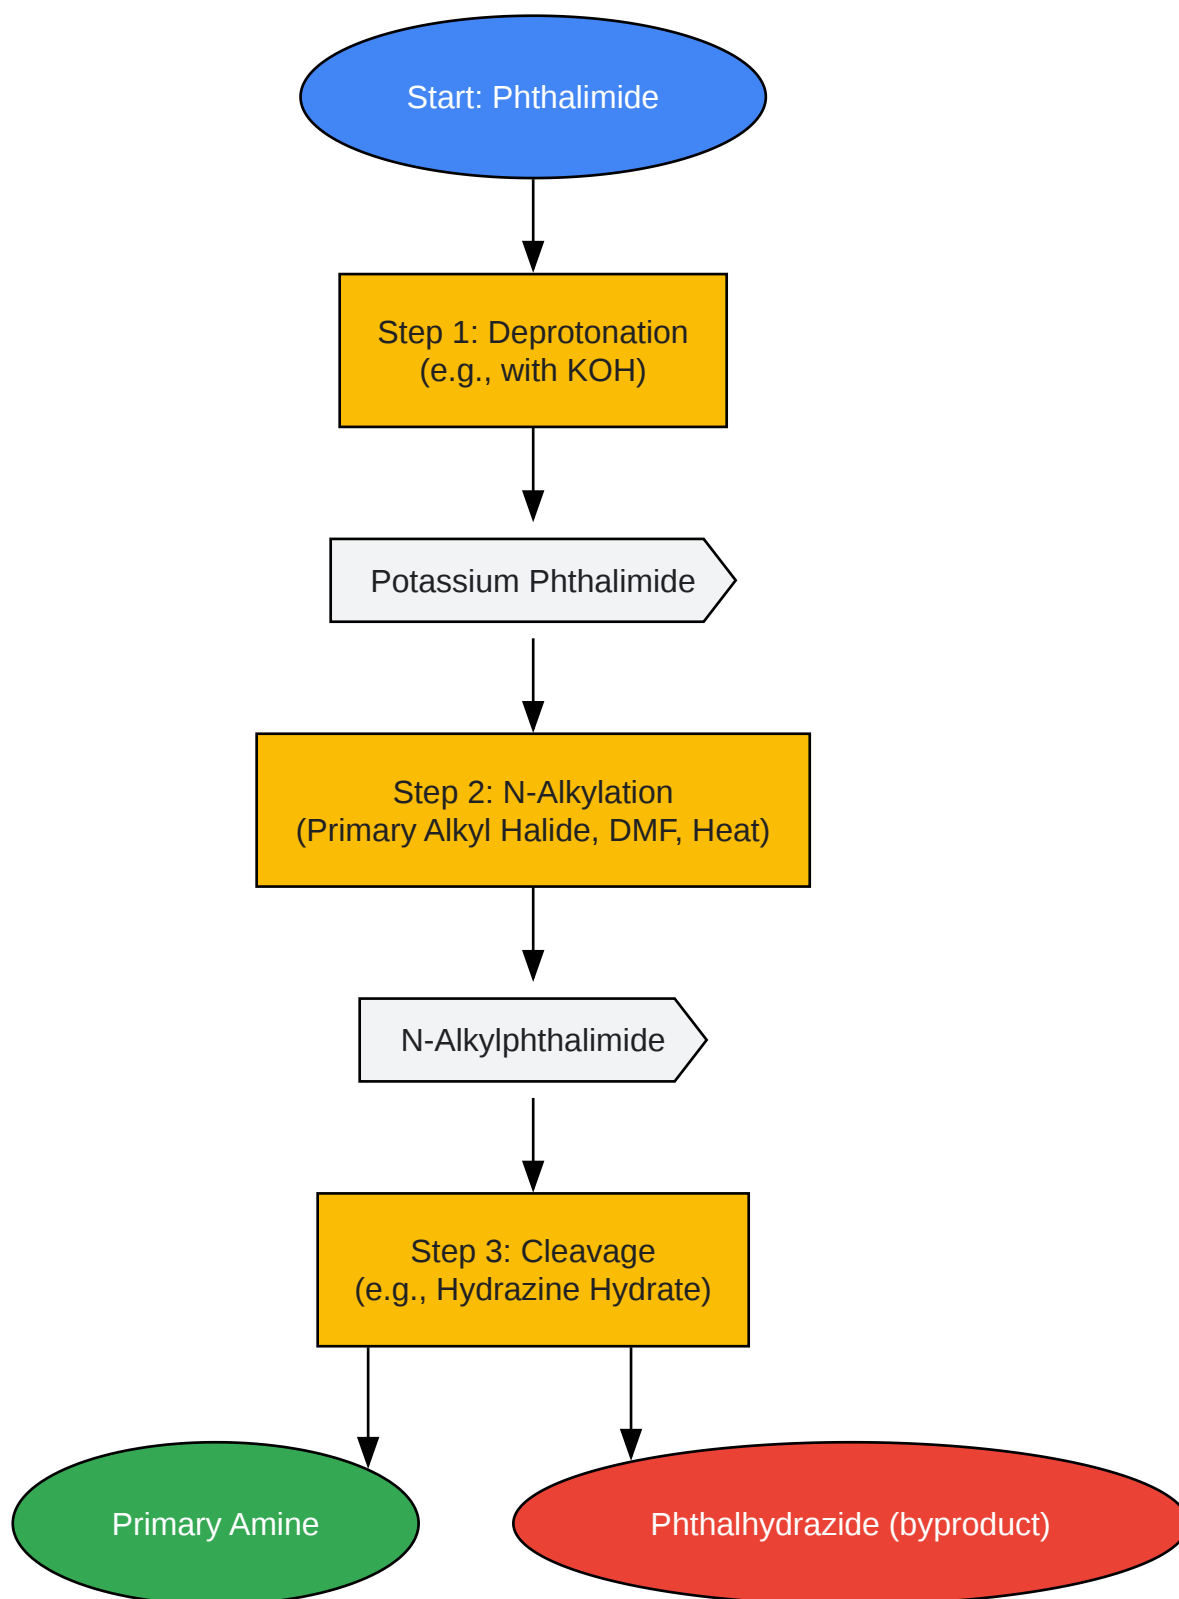 Start: Phthalimide
Step 1: Deprotonation
(e.g., with KOH)
Potassium Phthalimide
Step 2: N-Alkylation
(Primary Alkyl Halide, DMF, Heat)
N-Alkylphthalimide
Step 3: Cleavage
(e.g., Hydrazine Hydrate)
Primary Amine
Phthalhydrazide (byproduct)